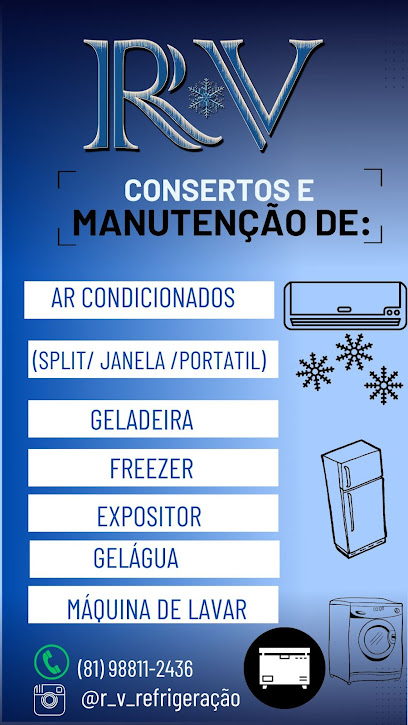 RV
CONSERTOS E
MANUTENÇÃO DE:
AR CONDICIONADOS
(SPLIT/ JANELA /PORTATIL)
GELADEIRA
FREEZER
EXPOSITOR
GELÁGUA
MÁQUINA DE LAVAR
(81) 98811-2436
@r_v_refrigeração